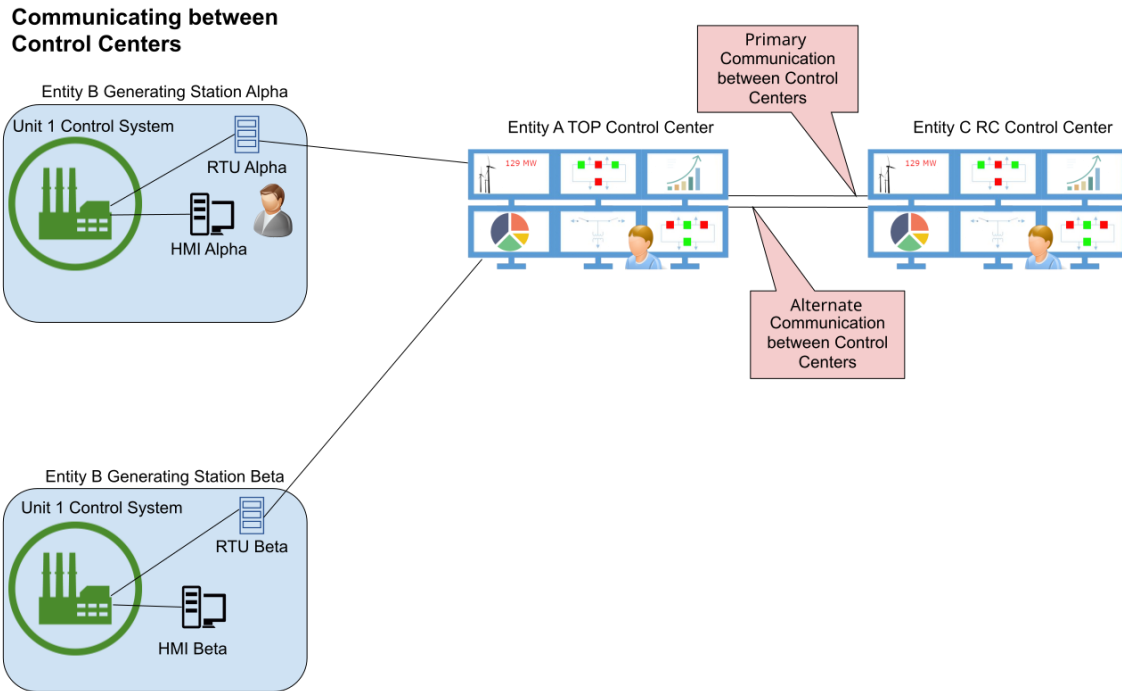 Communicating between
Control Centers
Entity B Generating Station Alpha
Unit 1 Control System
RTU Alpha
HMI Alpha
Entity A TOP Control Center
129 MW
Primary
Communication
between Control
Centers
Entity C RC Control Center
129 MW
Alternate
Communication
between Control
Centers
Entity B Generating Station Beta
Unit 1 Control System
RTU Beta
HMI Beta